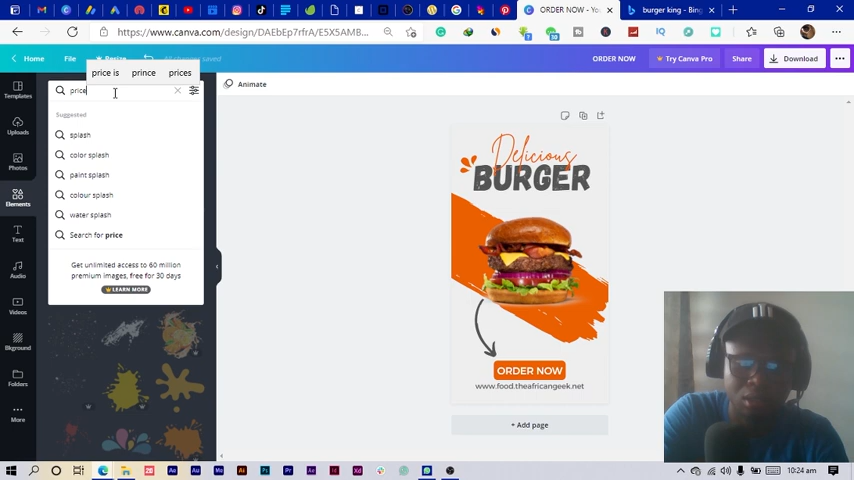 ORDER NOW - Yo
burger king - Bing
https://www.canva.com/design/DAEbEp7rfrA/E5X5AMB...
Home
File
Resize
ORDER NOW
Try Canva Pro
Share
Download
price is
prince
prices
price
Animate
Templates
Uploads
Photos
Elements
Text
Audio
Videos
Bkground
Folders
More
Suggested
splash
color splash
paint splash
colour splash
water splash
Search for price
Get unlimited access to 60 million
premium images, free for 30 days
LEARN MORE
Delicious
BURGER
ORDER NOW
www.food.theafricangeek.net
+ Add page
10:24 am